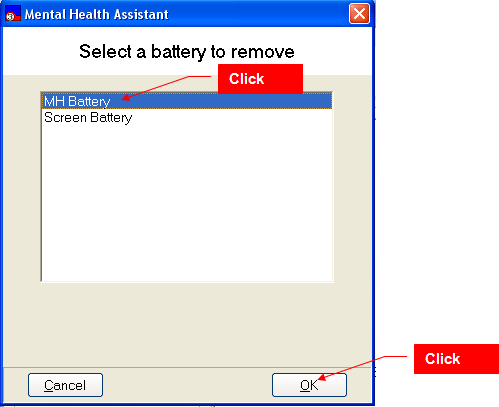 Mental Health Assistant
Select a battery to remove
Click
MH Battery
Screen Battery
Click
Cancel
OK